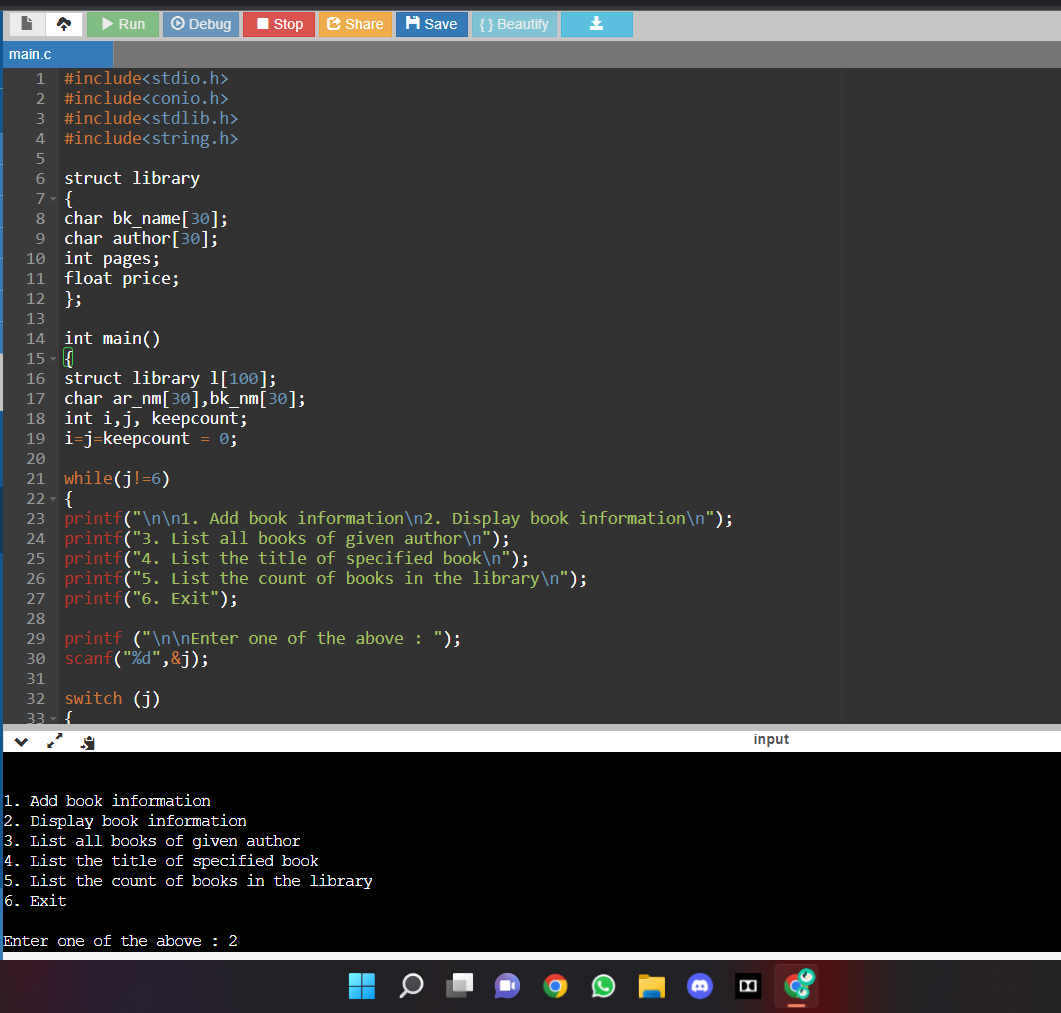 Run Debug Stop Share Save {} Beautify
main.c
1 #include<stdio.h>
2 #include<conio.h>
3 #include<stdlib.h>
4 #include<string.h>
5
6 struct library
7 {
8 char bk_name[30];
9 char author[30];
10 int pages;
11 float price;
12 };
13
14 int main()
15 {
16 struct library l[100];
17 char ar_nm[30],bk_nm[30];
18 int i,j, keepcount;
19 i=j=keepcount = 0;
20
21 while(j!=6)
22 {
23 printf("\n\n1. Add book information\n2. Display book information\n");
24 printf("3. List all books of given author\n");
25 printf("4. List the title of specified book\n");
26 printf("5. List the count of books in the library\n");
27 printf("6. Exit");
28
29 printf ("\n\nEnter one of the above : ");
30 scanf("%d",&j);
31
32 switch (j)
33 {
input
1. Add book information
2. Display book information
3. List all books of given author
4. List the title of specified book
5. List the count of books in the library
6. Exit
Enter one of the above : 2